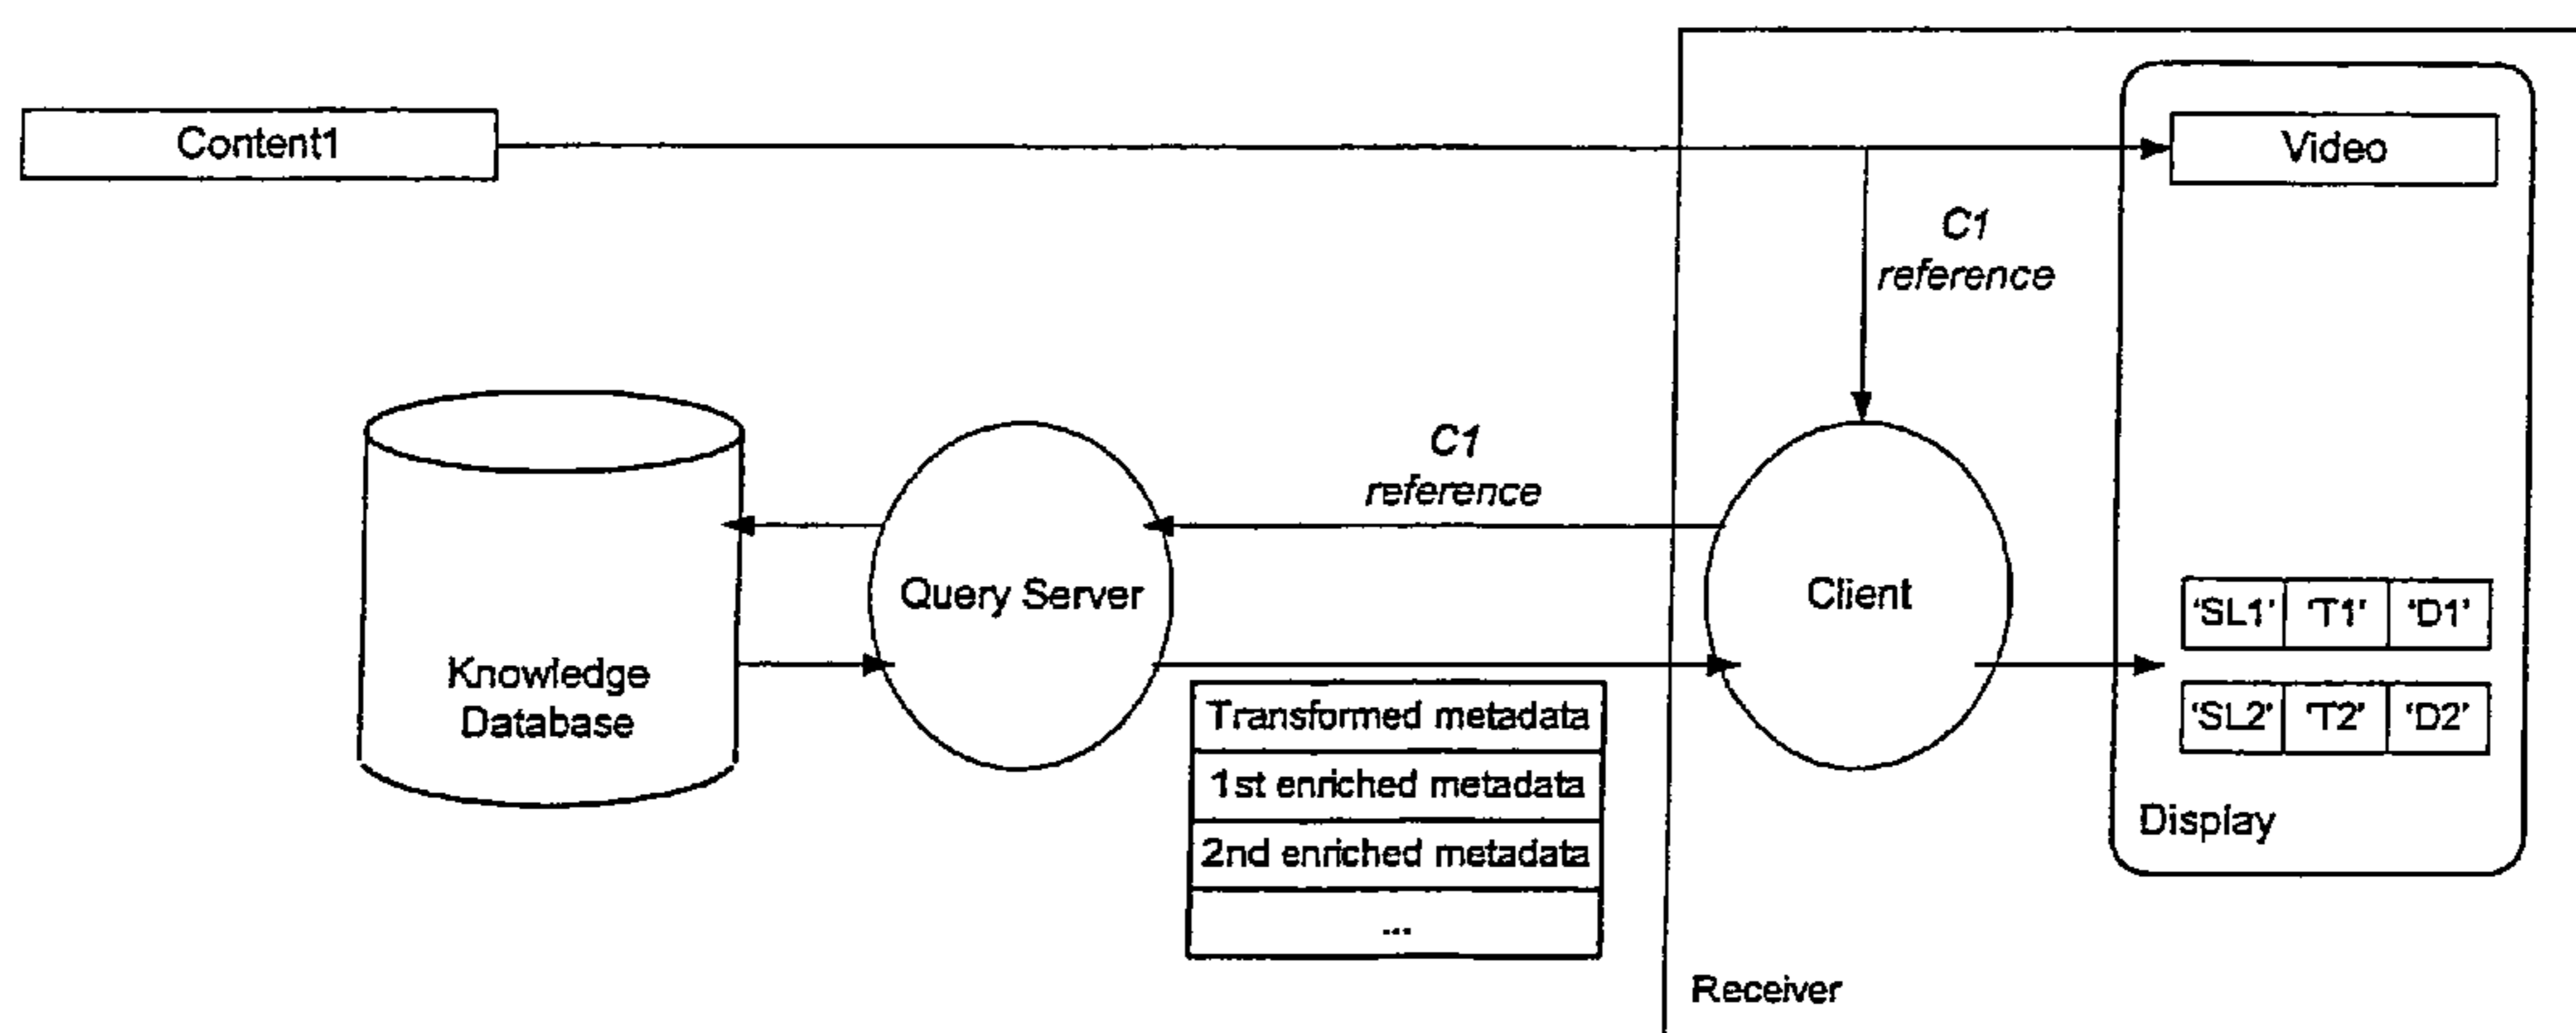 Content1
Video
C1
reference
C1
reference
Query Server
Client
'SL1' 'T1' 'D1'
Knowledge
Database
'SL2' 'T2' 'D2'
Transformed metadata
1st enriched metadata
2nd enriched metadata
...
Display
Receiver